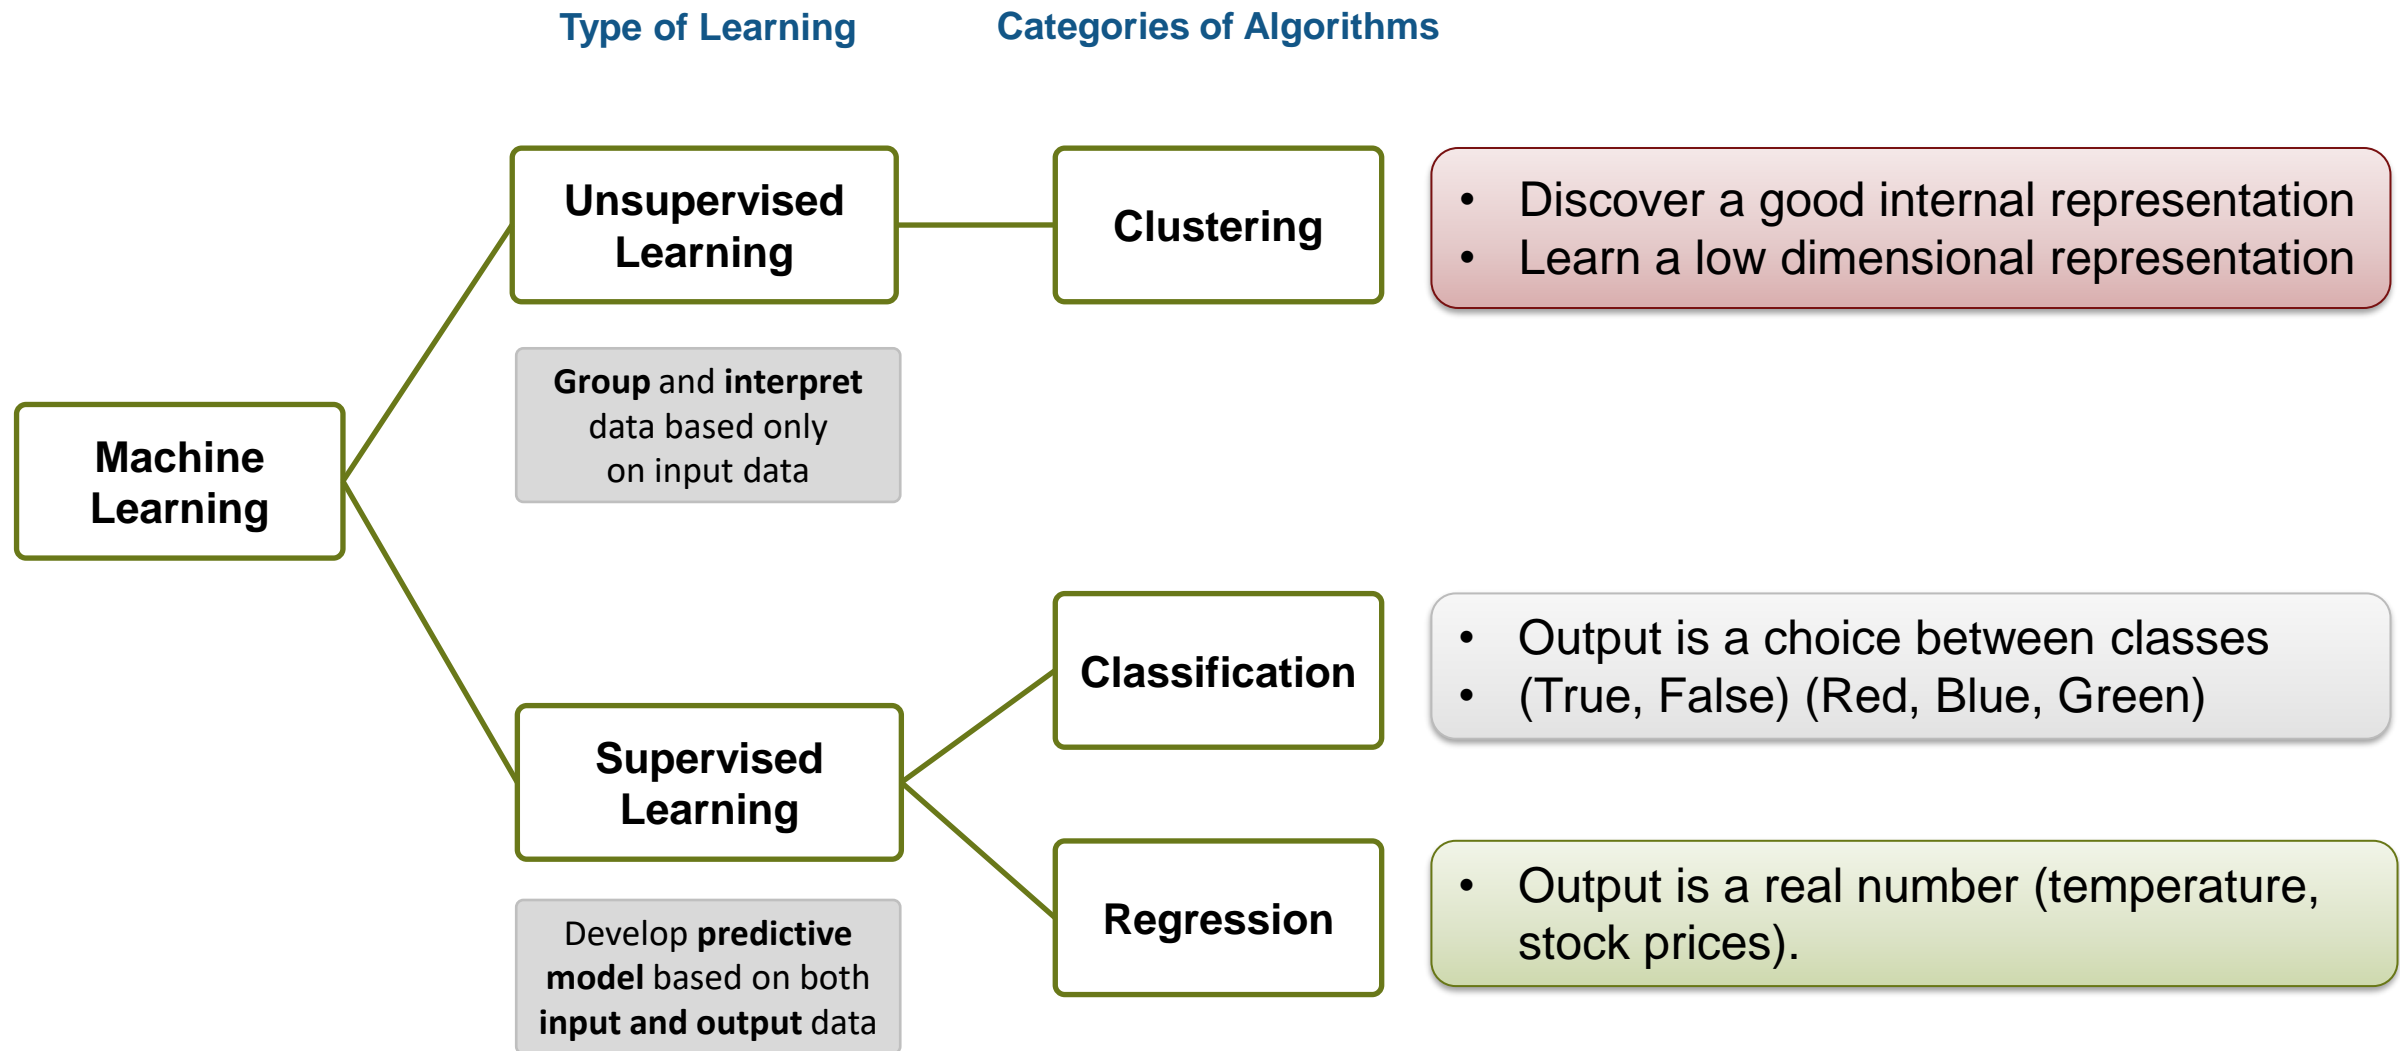 Type of Learning
Categories of Algorithms
Unsupervised
Learning
Clustering
• Discover a good internal representation
• Learn a low dimensional representation
Group and interpret
data based only
on input data
Machine
Learning
Classification
• Output is a choice between classes
• (True, False) (Red, Blue, Green)
Supervised
Learning
Regression
• Output is a real number (temperature,
stock prices).
Develop predictive
model based on both
input and output data